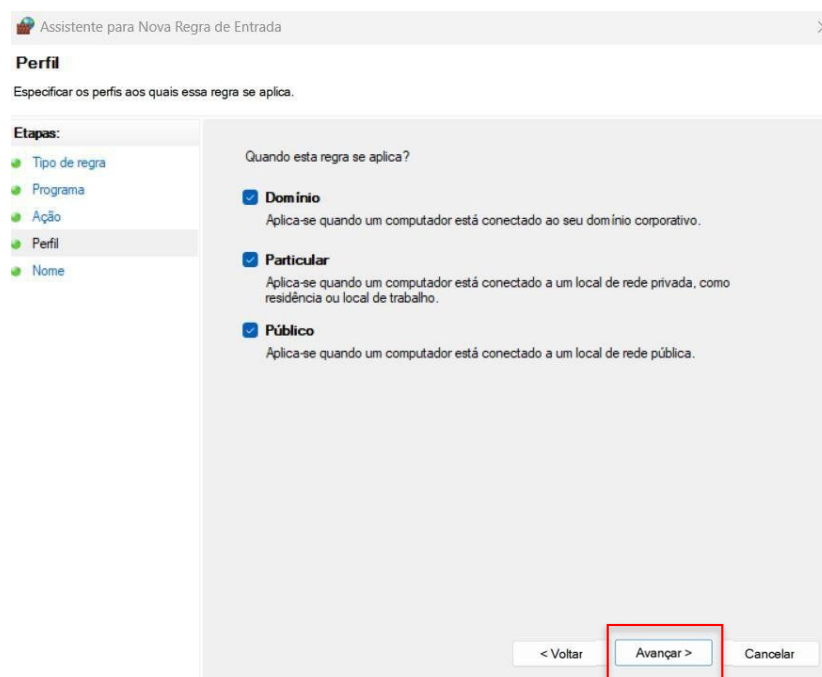 Assistente para Nova Regra de Entrada
Perfil
Especificar os perfis aos quais essa regra se aplica.
Etapas:
Tipo de regra
Programa
Ação
Perfil
Nome
Quando esta regra se aplica?
Domínio
Aplica-se quando um computador está conectado ao seu domínio corporativo.
Particular
Aplica-se quando um computador está conectado a um local de rede privada, como
residência ou local de trabalho.
Público
Aplica-se quando um computador está conectado a um local de rede pública.
< Voltar
Avançar >
Cancelar